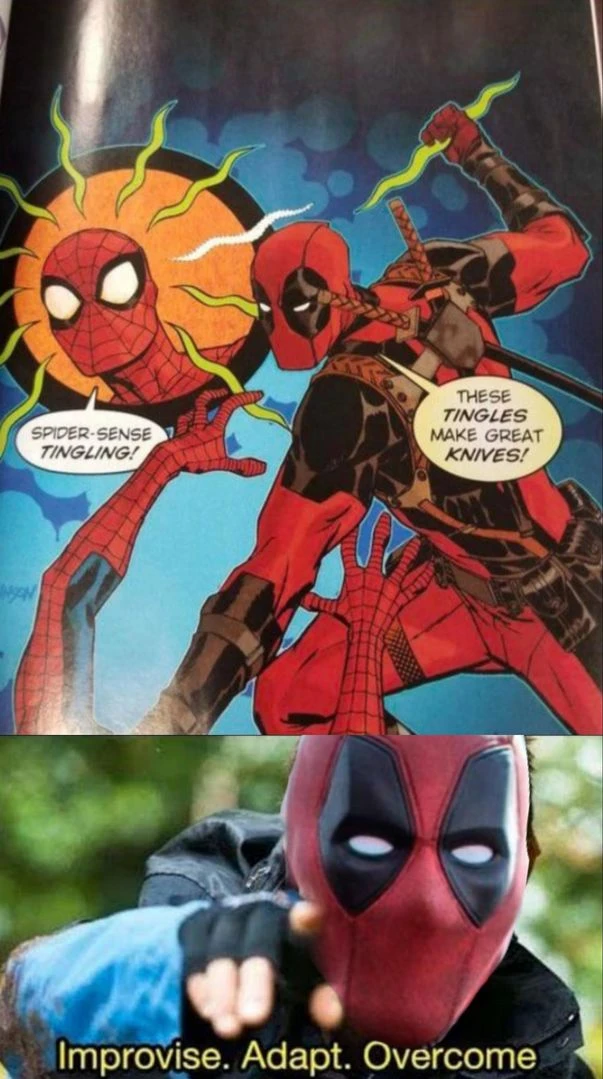 SPIDER-SENSE
TINGLING!
THESE
TINGLES
MAKE GREAT
KNIVES!
Improvise. Adapt. Overcome